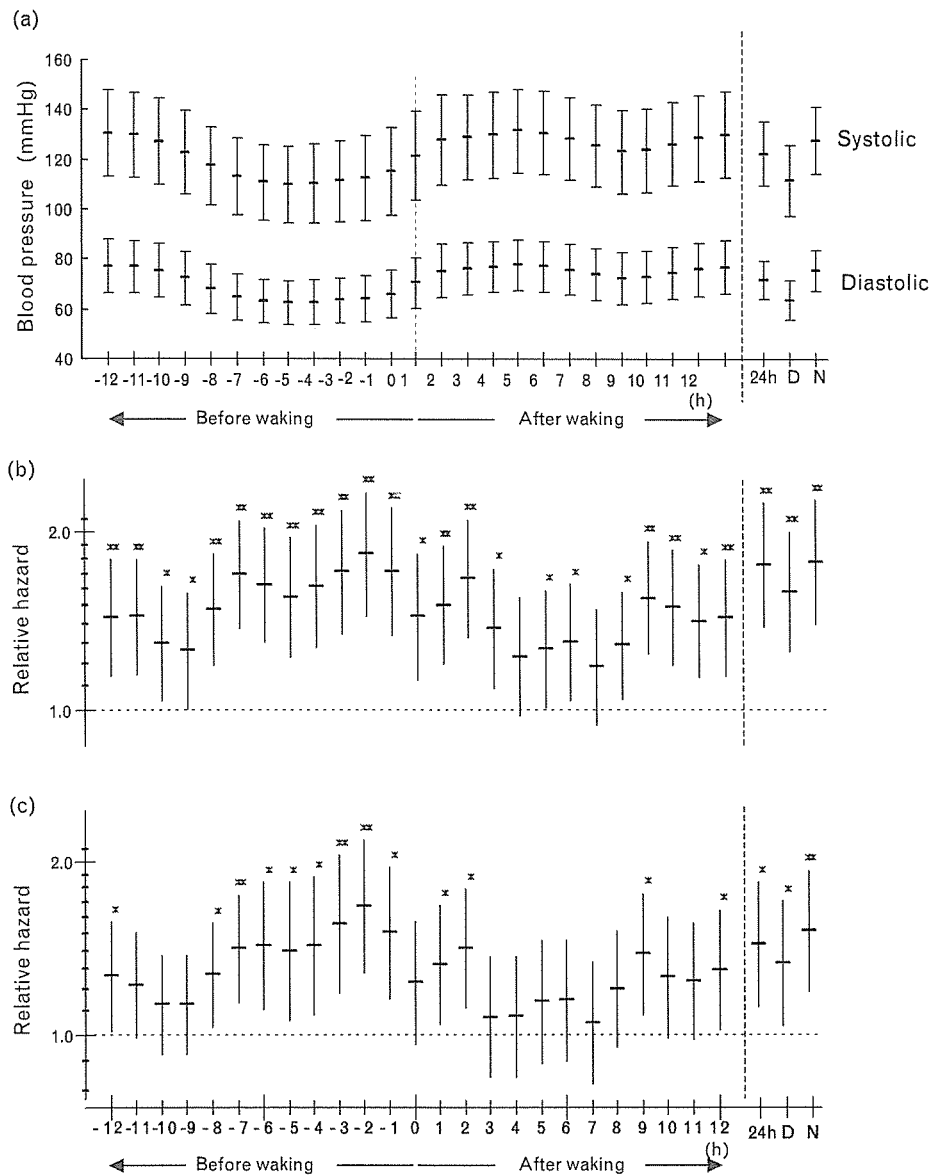 (a)
160
140
120
100
80
60
40
Blood pressure (mmHg)
Systolic
Diastolic
-12 -11 -10 -9 -8 -7 -6 -5 -4 -3 -2 -1 0 1 2 3 4 5 6 7 8 9 10 11 12
24h D N
(h)
Before waking
After waking
(b)
2.0
1.0
Relative hazard
(c)
2.0
1.0
Relative hazard
-12 -11 -10 -9 -8 -7 -6 -5 -4 -3 -2 -1 0 1 2 3 4 5 6 7 8 9 10 11 12
24h D N
(h)
Before waking
After waking